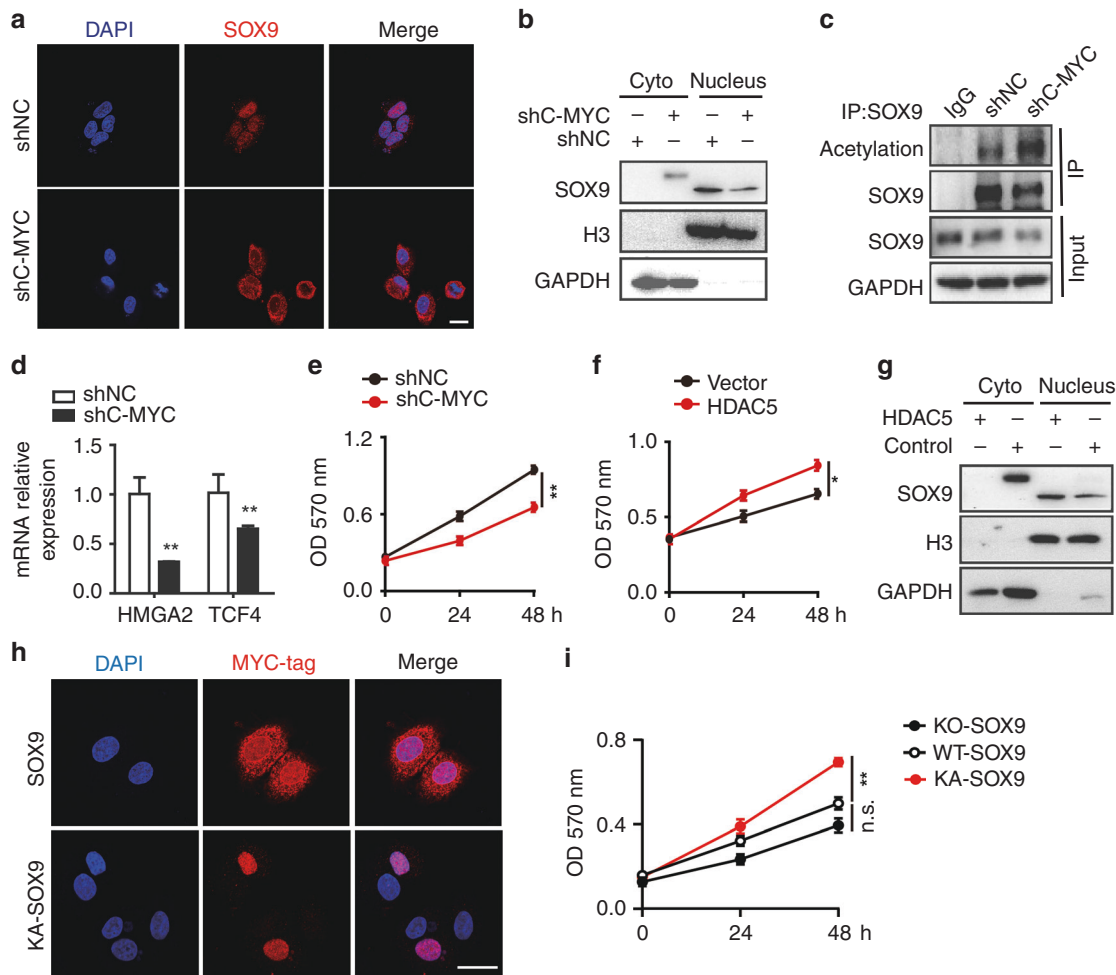 a
DAPI SOX9 Merge
shNC
shC-MYC
b
Cyto Nucleus
shC-MYC – + – +
shNC + – + –
SOX9
H3
GAPDH
c
IP:SOX9 IgG shNC shC-MYC
Acetylation
SOX9
IP
SOX9
GAPDH
Input
d
shNC
shC-MYC
mRNA relative expression
1.5
1.0
0.5
0.0
** **
HMGA2 TCF4
e
shNC
shC-MYC
OD 570 nm
1.2
0.6
0.0
**
0 24 48 h
f
Vector
HDAC5
OD 570 nm
1.0
0.5
0.0
*
0 24 48 h
g
Cyto Nucleus
HDAC5 + – + –
Control – + – +
SOX9
H3
GAPDH
h
DAPI MYC-tag Merge
SOX9
KA-SOX9
i
KO-SOX9
WT-SOX9
KA-SOX9
OD 570 nm
0.8
0.4
0.0
**
n.s.
0 24 48 h